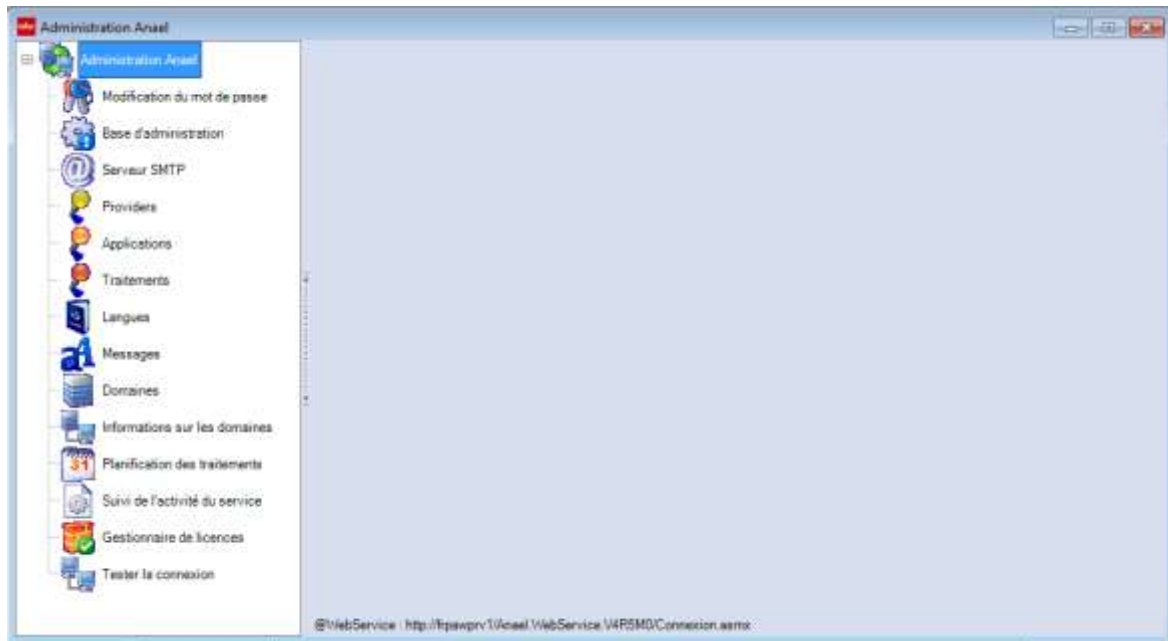 Administration Anael
Administration Anael
Modification du mot de passe
Base d'administration
Serveur SMTP
Providers
Applications
Traitements
Langues
Messages
Domaines
Informations sur les domaines
31
Planification des traitements
Suivi de l'activité du service
Gestionnaire de licences
Tester la connexion
@WebService : http://frpawprv1/Anael.WebService.V4R5M0/Connexion.asmx